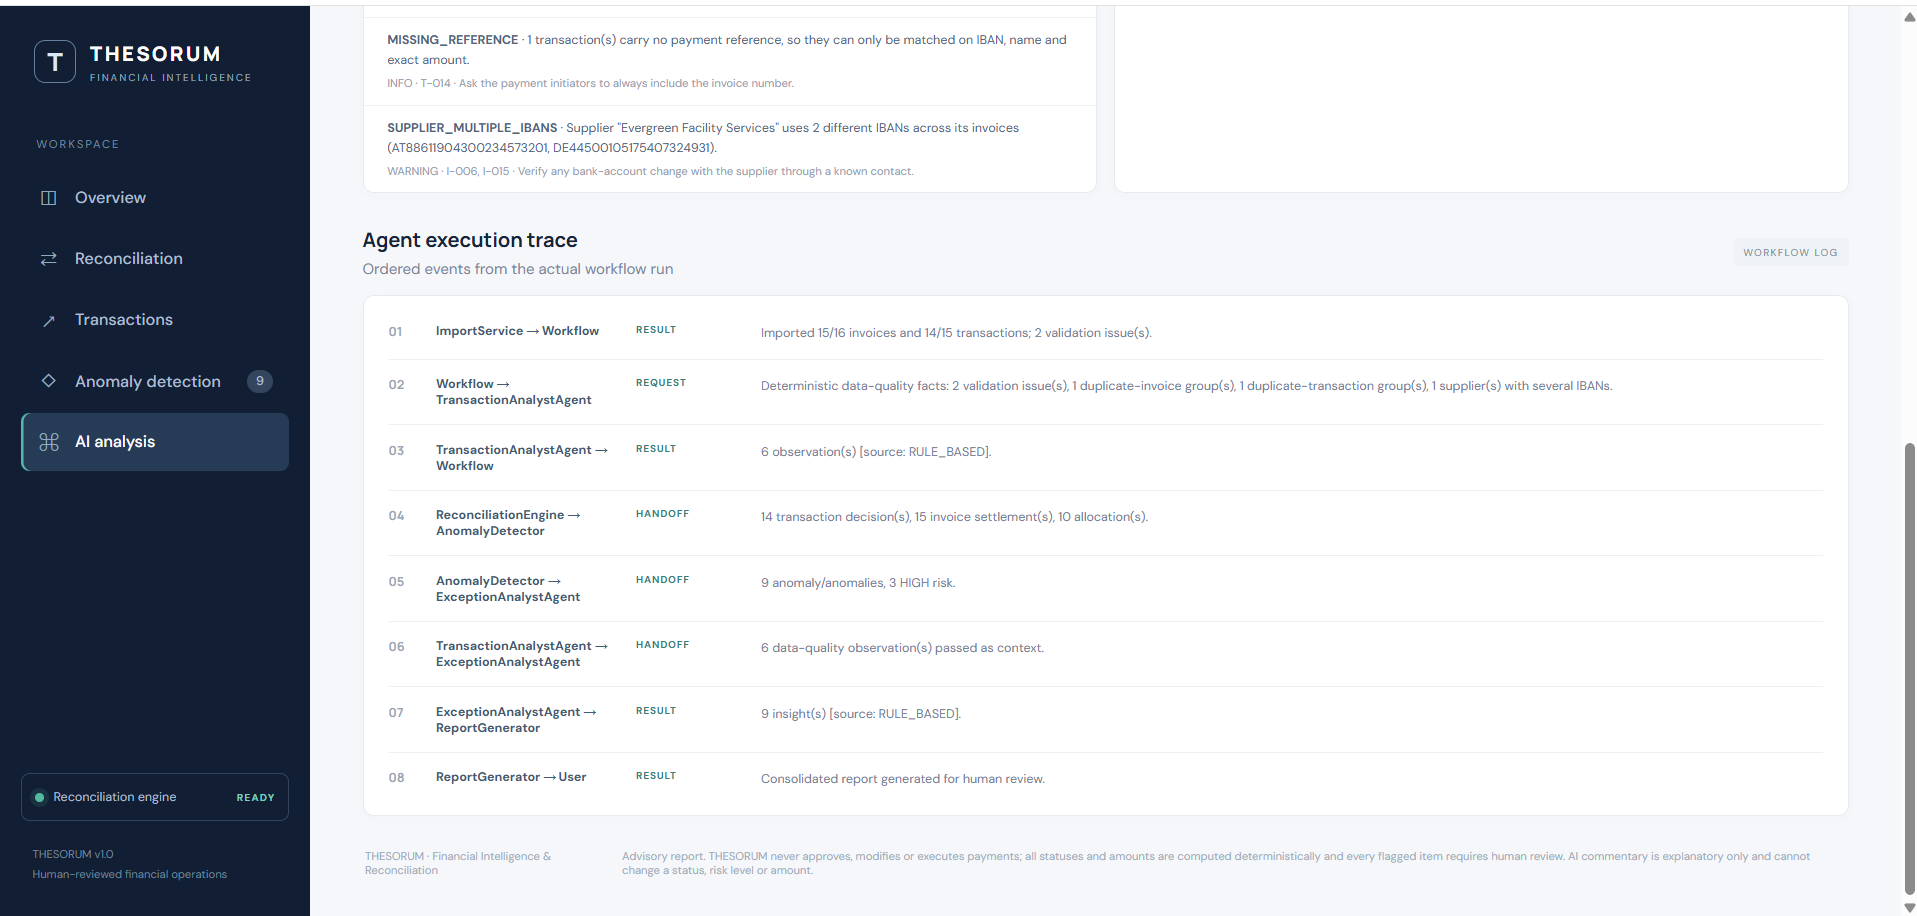 T
THESORUM
FINANCIAL INTELLIGENCE
WORKSPACE
Overview
Reconciliation
Transactions
Anomaly detection 9
AI analysis
Reconciliation engine READY
THESORUM v1.0
Human-reviewed financial operations
MISSING_REFERENCE · 1 transaction(s) carry no payment reference, so they can only be matched on IBAN, name and
exact amount.
INFO · T-014 · Ask the payment initiators to always include the invoice number.
SUPPLIER_MULTIPLE_IBANS · Supplier "Evergreen Facility Services" uses 2 different IBANs across its invoices
(AT88611904300234573201, DE44500105175407324931).
WARNING · I-006, I-015 · Verify any bank-account change with the supplier through a known contact.
Agent execution trace
Ordered events from the actual workflow run
WORKFLOW LOG
01 ImportService → Workflow RESULT Imported 15/16 invoices and 14/15 transactions; 2 validation issue(s).
02 Workflow →
TransactionAnalystAgent REQUEST Deterministic data-quality facts: 2 validation issue(s), 1 duplicate-invoice group(s), 1 duplicate-transaction group(s), 1 supplier(s) with several IBANs.
03 TransactionAnalystAgent →
Workflow RESULT 6 observation(s) [source: RULE_BASED].
04 ReconciliationEngine →
AnomalyDetector HANDOFF 14 transaction decision(s), 15 invoice settlement(s), 10 allocation(s).
05 AnomalyDetector →
ExceptionAnalystAgent HANDOFF 9 anomaly/anomalies, 3 HIGH risk.
06 TransactionAnalystAgent →
ExceptionAnalystAgent HANDOFF 6 data-quality observation(s) passed as context.
07 ExceptionAnalystAgent →
ReportGenerator RESULT 9 insight(s) [source: RULE_BASED].
08 ReportGenerator → User RESULT Consolidated report generated for human review.
THESORUM · Financial Intelligence &
Reconciliation
Advisory report. THESORUM never approves, modifies or executes payments; all statuses and amounts are computed deterministically and every flagged item requires human review. AI commentary is explanatory only and cannot
change a status, risk level or amount.